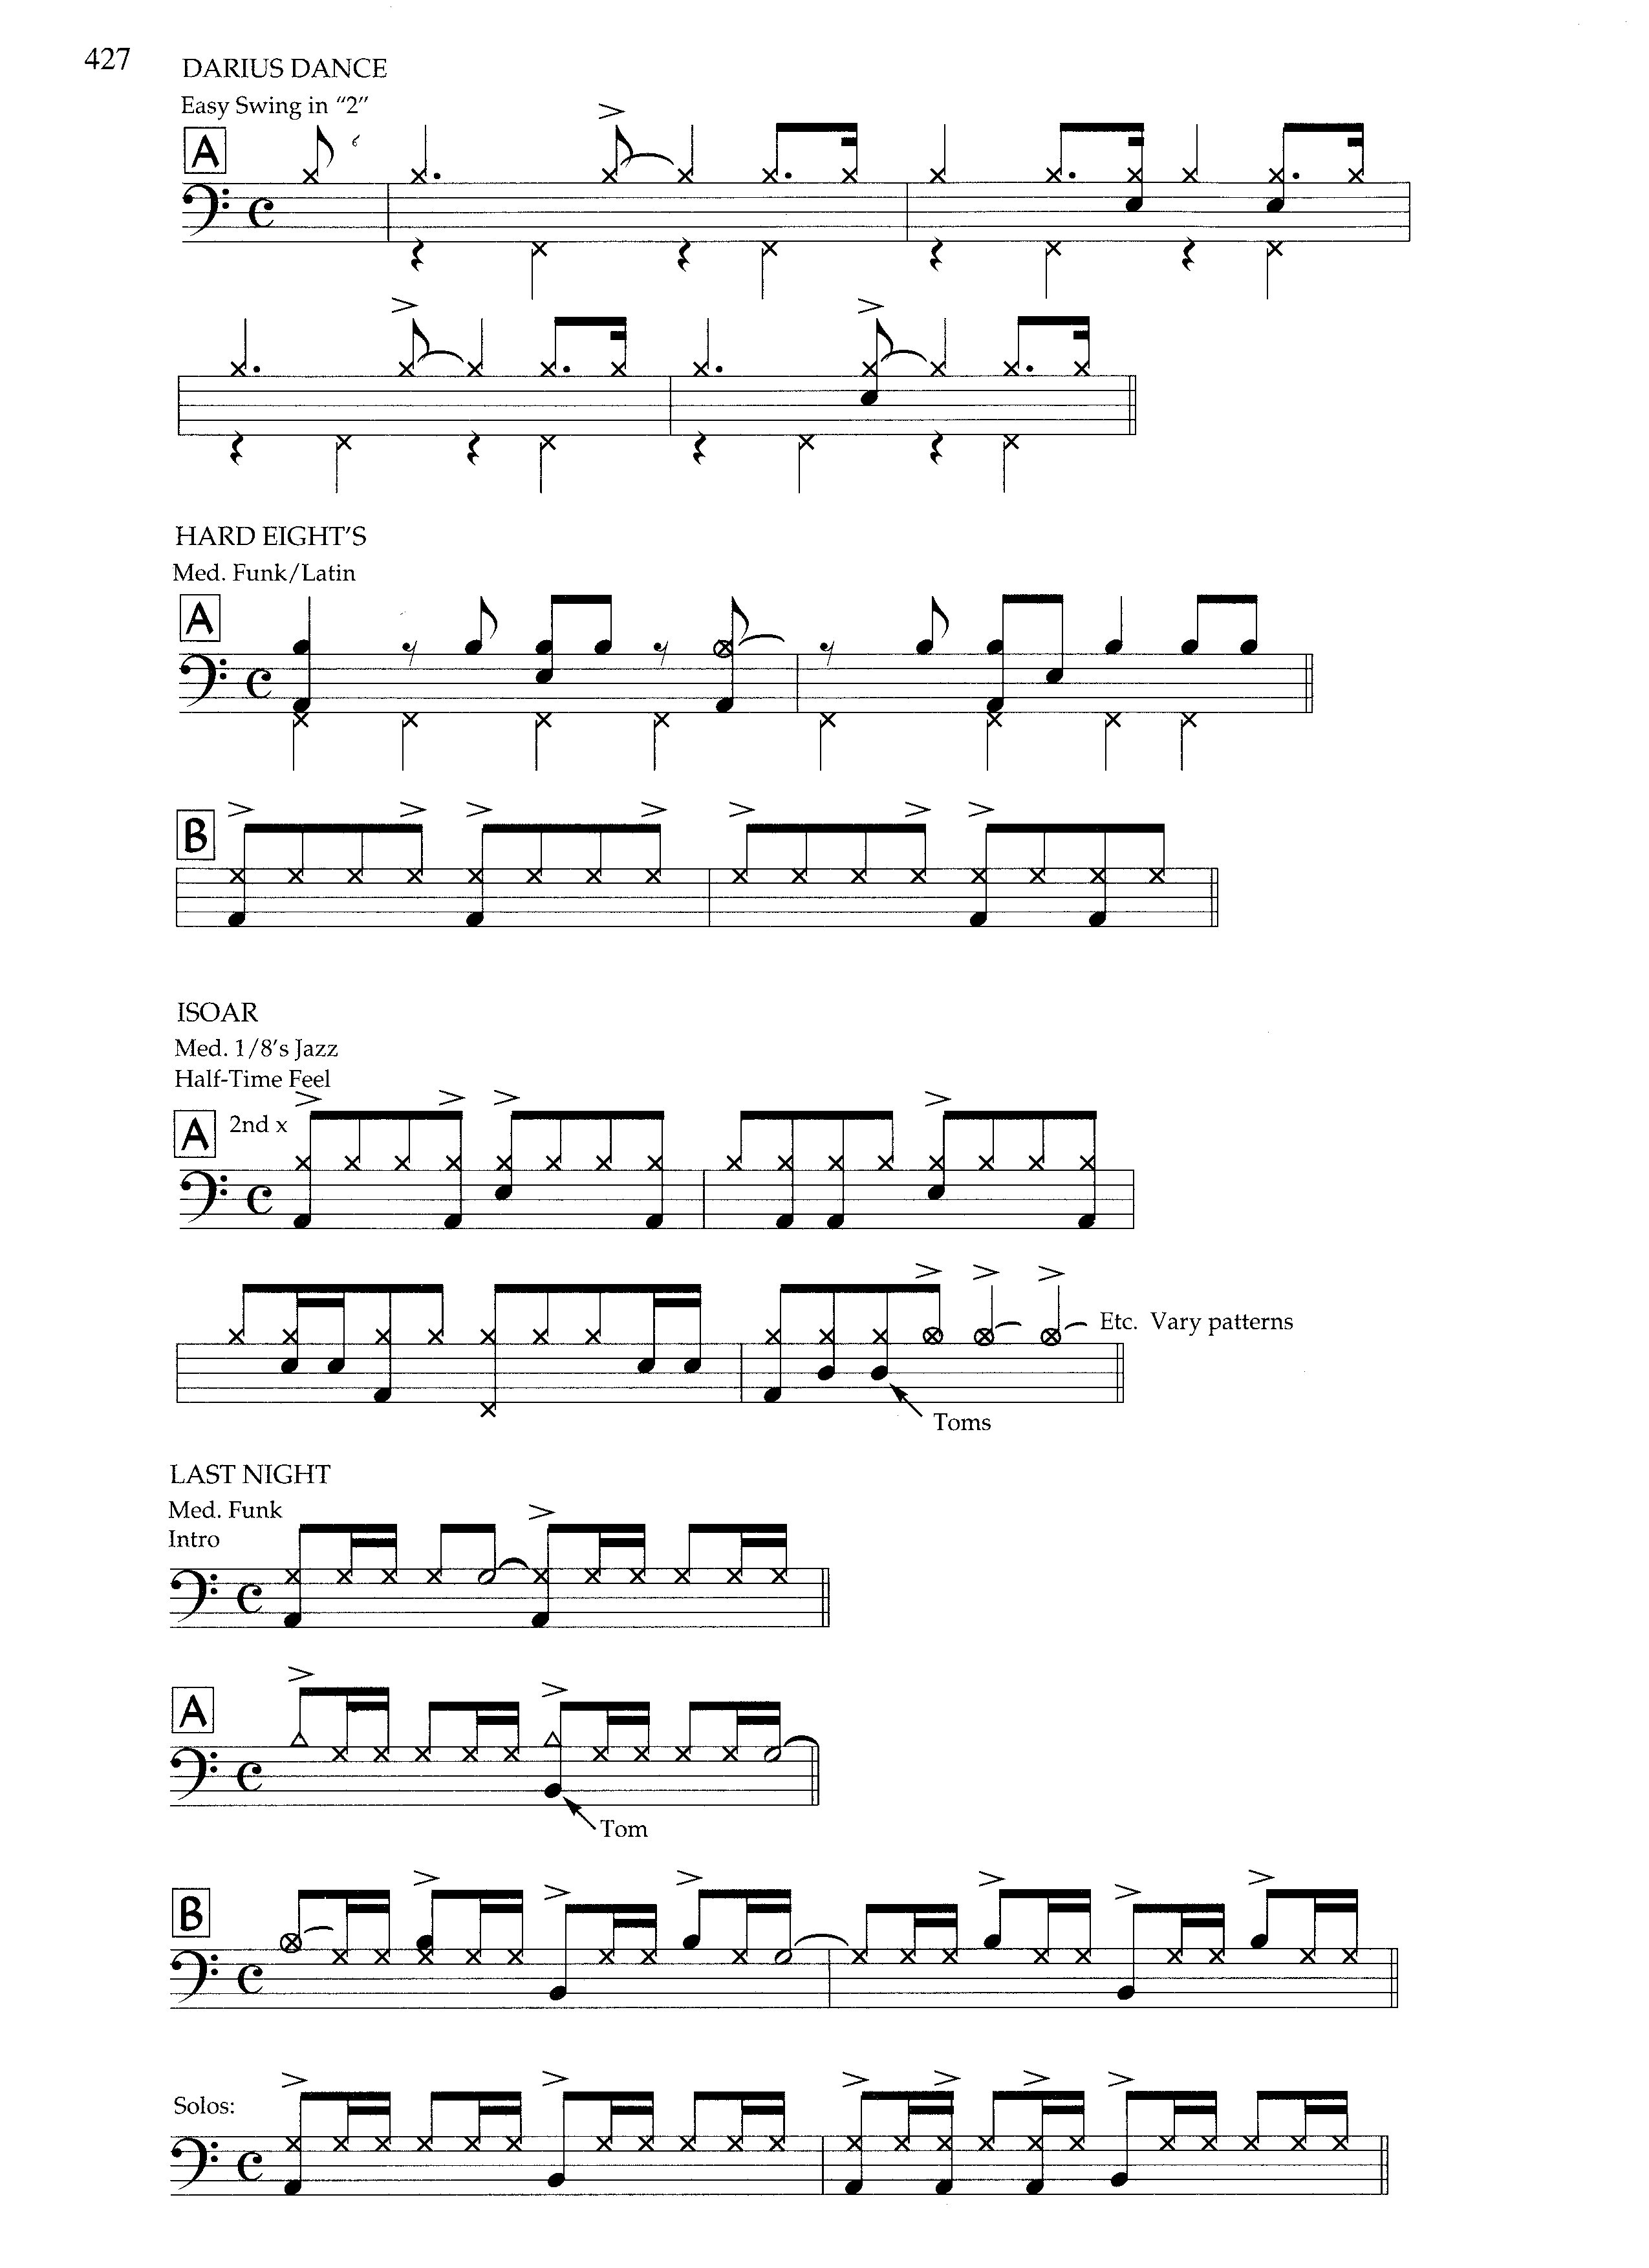 427
DARIUS DANCE
Easy Swing in "2"
A
HARD EIGHT'S
Med. Funk/Latin
A
B
ISOAR
Med. 1/8's Jazz
Half-Time Feel
A 2nd x
Etc. Vary patterns
Toms
LAST NIGHT
Med. Funk
Intro
A
Tom
B
Solos: